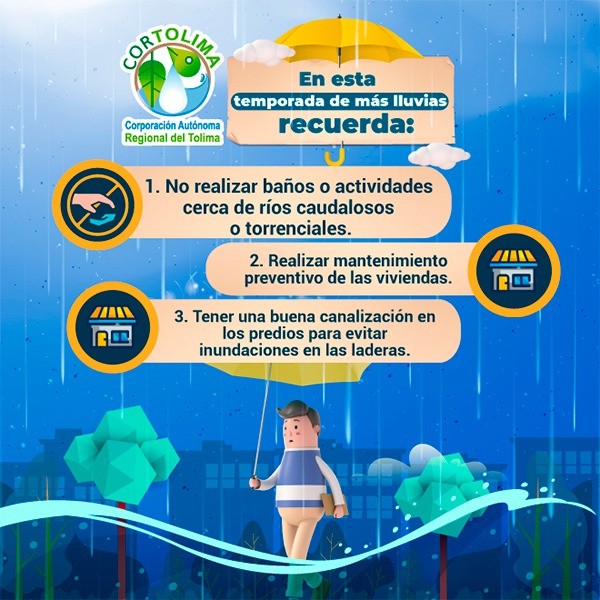 CORTOLIMA
Corporación Autónoma
Regional del Tolima
En esta
temporada de más lluvias
recuerda:
1. No realizar baños o actividades
cerca de ríos caudalosos
o torrenciales.
2. Realizar mantenimiento
preventivo de las viviendas.
3. Tener una buena canalización en
los predios para evitar
inundaciones en las laderas.